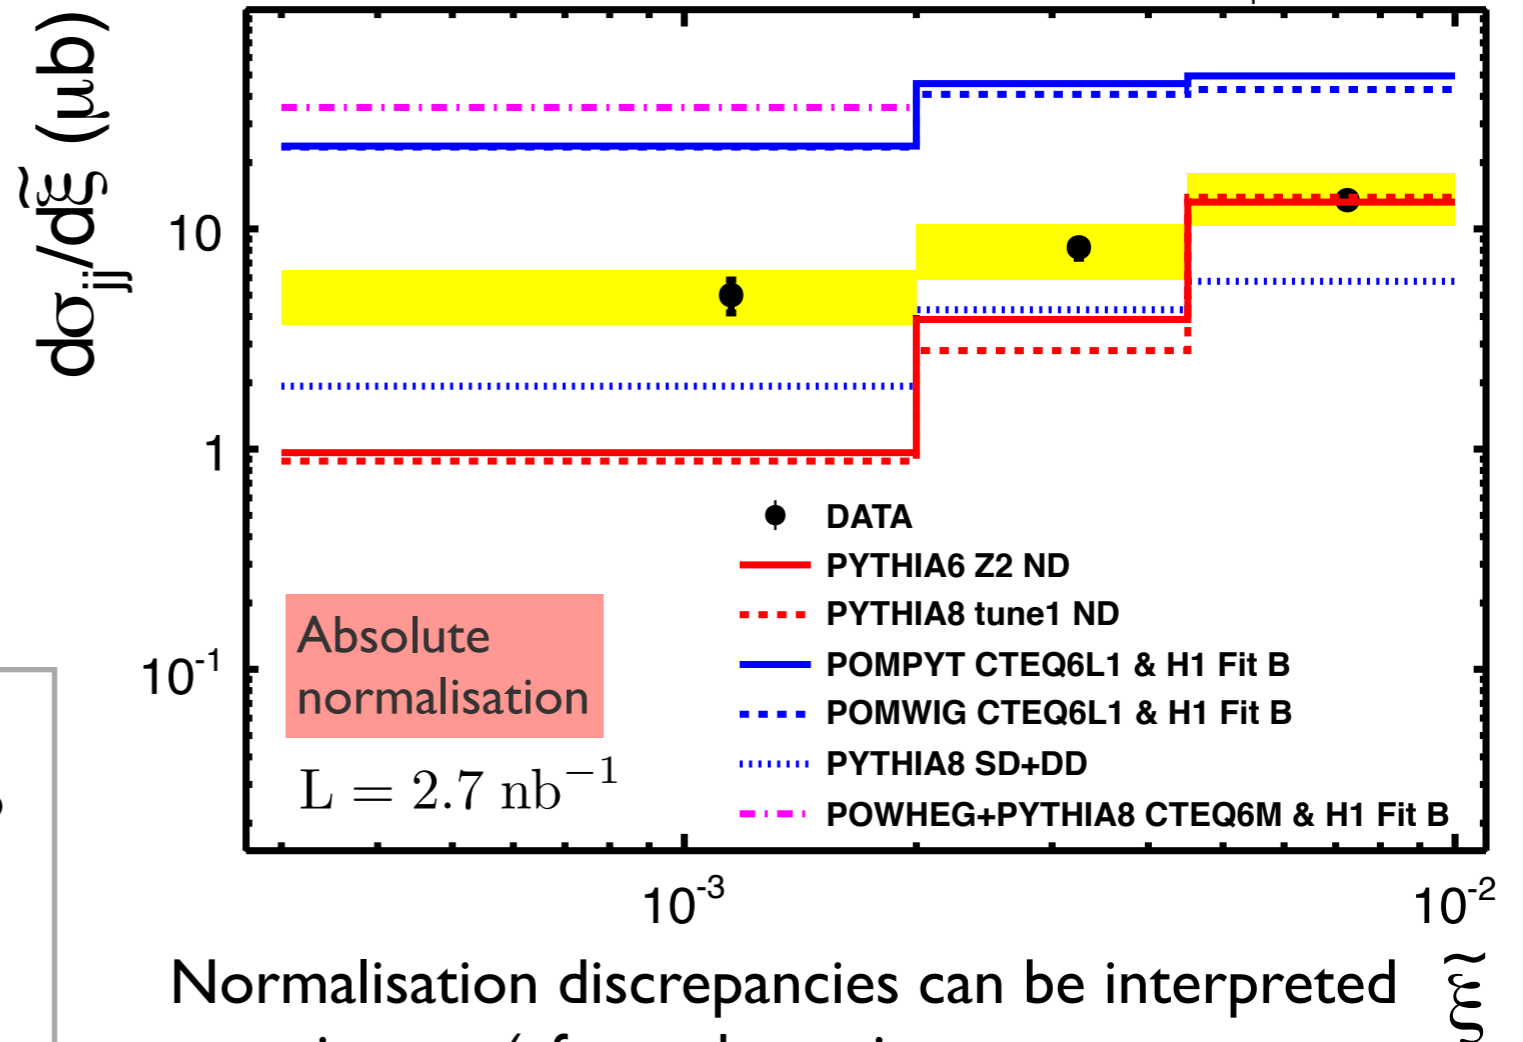 dσjj/dξ̃ (μb)
10
1
10-1
DATA
PYTHIA6 Z2 ND
PYTHIA8 tune1 ND
POMPYT CTEQ6L1 & H1 Fit B
POMWIG CTEQ6L1 & H1 Fit B
PYTHIA8 SD+DD
POWHEG+PYTHIA8 CTEQ6M & H1 Fit B
Absolute
normalisation
L = 2.7 nb−1
10-3
10-2
ξ̃
Normalisation discrepancies can be interpreted